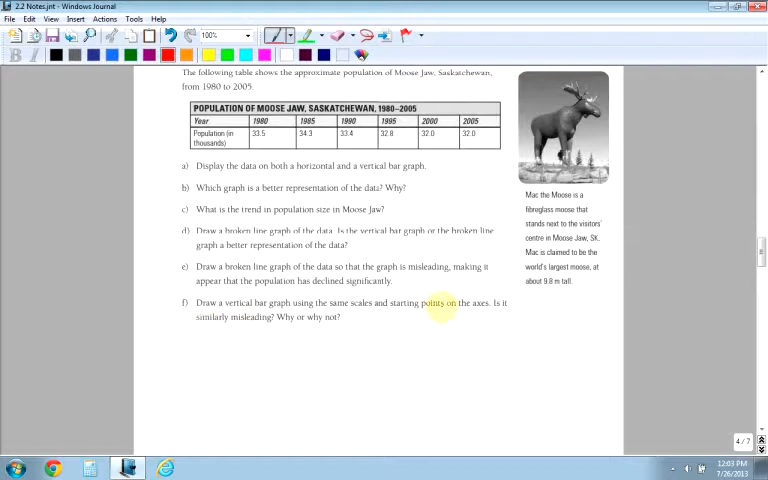 2.2 Notes.jnt - Windows Journal
File Edit View Insert Actions Tools Help
100%
B I
The following table shows the approximate population of Moose Jaw, Saskatchewan,
from 1980 to 2005.
POPULATION OF MOOSE JAW, SASKATCHEWAN, 1980–2005
Year 1980 1985 1990 1995 2000 2005
Population (in thousands) 33.5 34.3 33.4 32.8 32.0 32.0
a) Display the data on both a horizontal and a vertical bar graph.
b) Which graph is a better representation of the data? Why?
c) What is the trend in population size in Moose Jaw?
d) Draw a broken line graph of the data. Is the vertical bar graph or the broken line
graph a better representation of the data?
e) Draw a broken line graph of the data so that the graph is misleading, making it
appear that the population has declined significantly.
f) Draw a vertical bar graph using the same scales and starting points on the axes. Is it
similarly misleading? Why or why not?
Mac the Moose is a
fibreglass moose that
stands next to the visitors'
centre in Moose Jaw, SK.
Mac is claimed to be the
world's largest moose, at
about 9.8 m tall.
4 / 7
12:03 PM
7/26/2013